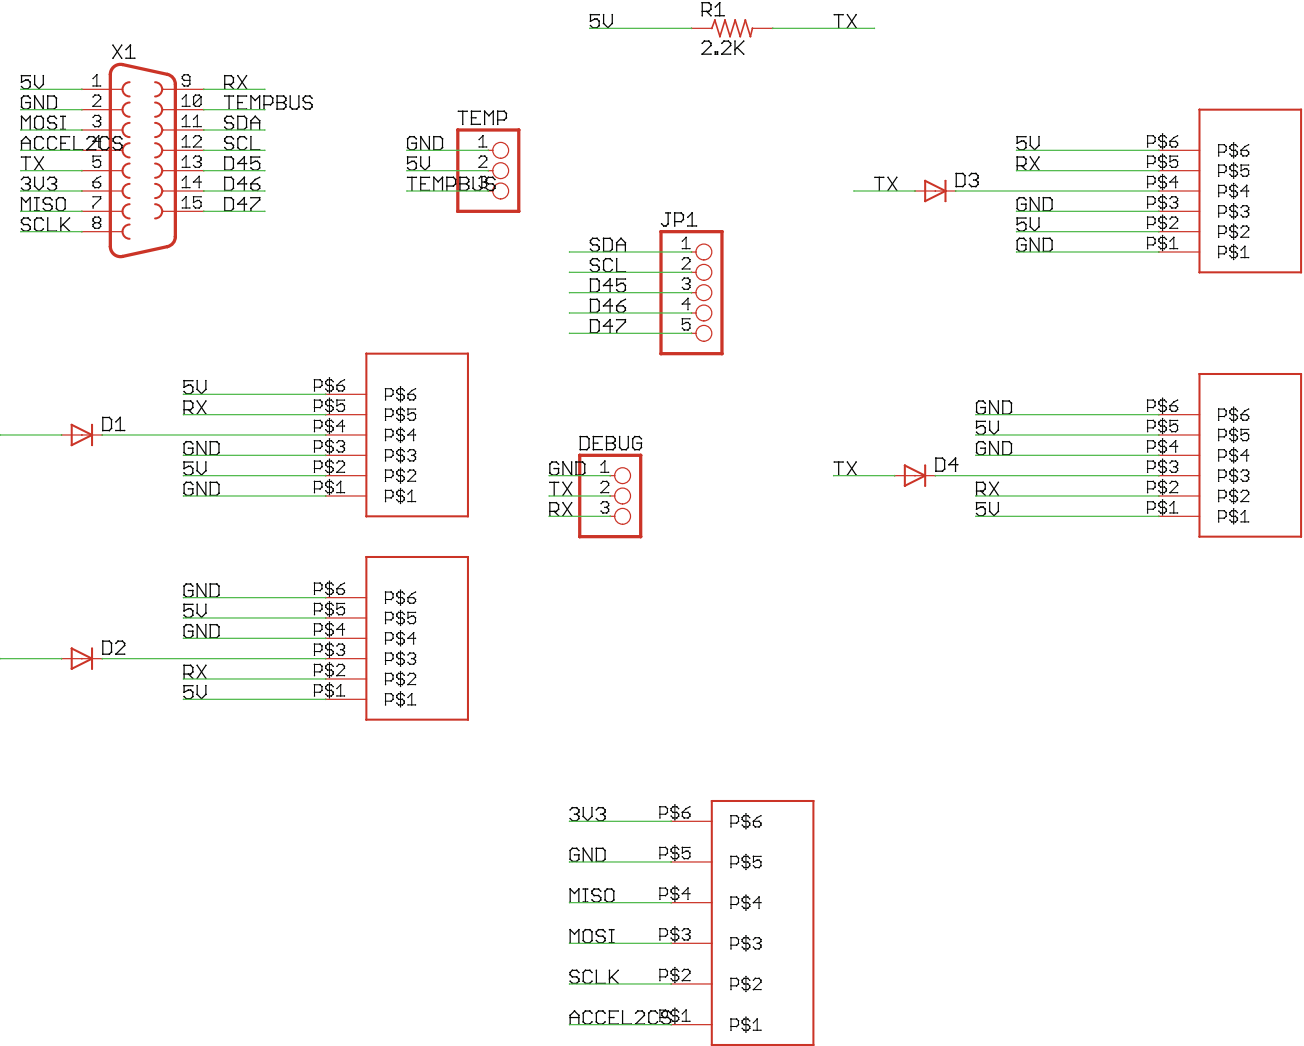 R1
5V
TX
2.2K
X1
5V 1 9 RX
GND 2 10 TEMPBUS
MOSI 3 11 SDA
ACCEL2CS 4 12 SCL
TX 5 13 D45
3V3 6 14 D46
MISO 7 15 D47
SCLK 8
TEMP
GND 1
5V 2
TEMPBUS 3
JP1
SDA 1
SCL 2
D45 3
D46 4
D47 5
5V P$6 P$6
RX P$5 P$5
TX D3 P$4 P$4
GND P$3 P$3
5V P$2 P$2
GND P$1 P$1
5V P$6 P$6
RX P$5 P$5
D1 P$4 P$4
GND P$3 P$3
5V P$2 P$2
GND P$1 P$1
DEBUG
GND 1
TX 2
RX 3
GND P$6 P$6
5V P$5 P$5
GND P$4 P$4
TX D4 P$3 P$3
RX P$2 P$2
5V P$1 P$1
GND P$6 P$6
5V P$5 P$5
GND P$4 P$4
D2 P$3 P$3
RX P$2 P$2
5V P$1 P$1
3V3 P$6 P$6
GND P$5 P$5
MISO P$4 P$4
MOSI P$3 P$3
SCLK P$2 P$2
ACCEL2CS P$1 P$1